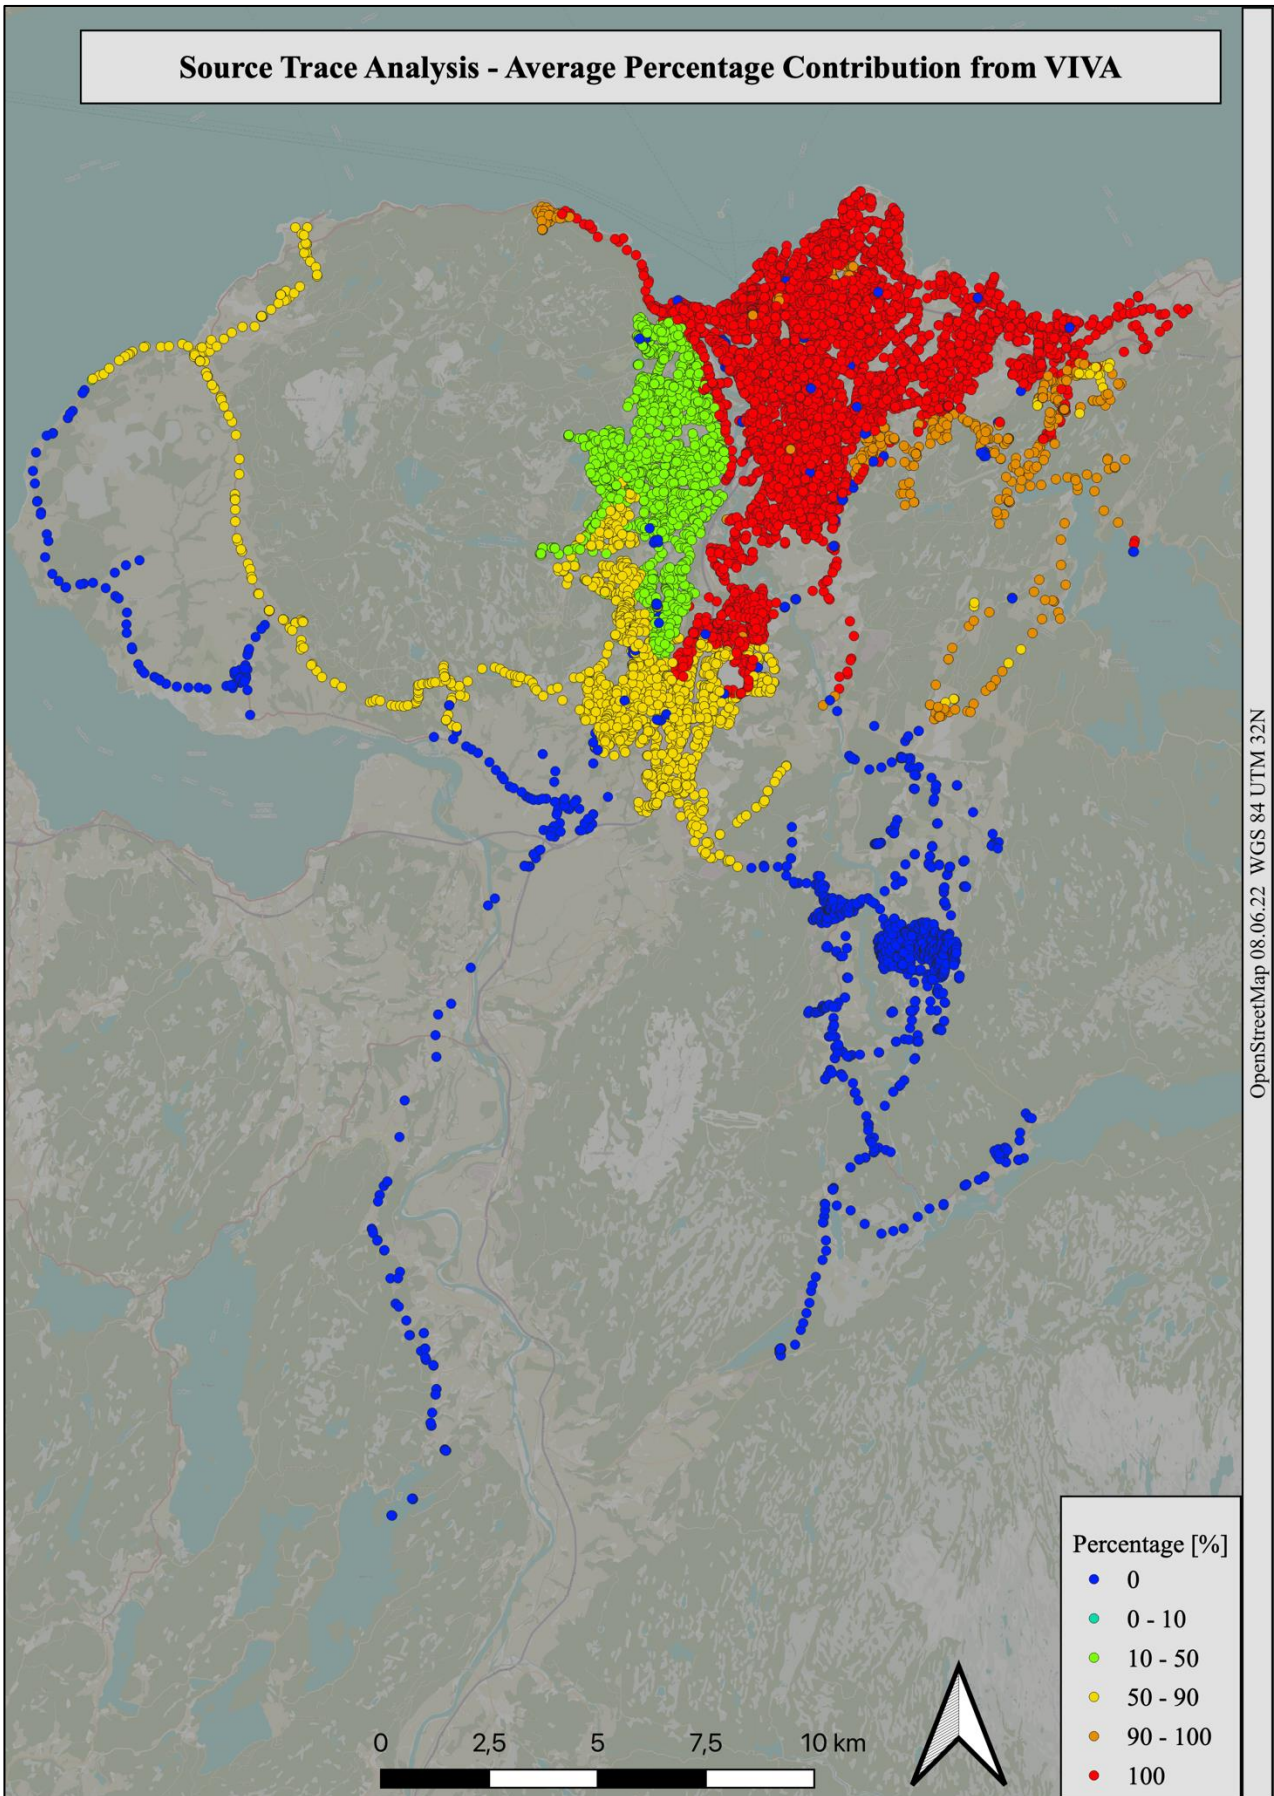 Source Trace Analysis - Average Percentage Contribution from VIVA
OpenStreetMap 08.06.22 WGS 84 UTM 32N
Percentage [%]
0
0 - 10
10 - 50
50 - 90
90 - 100
100
0 2,5 5 7,5 10 km